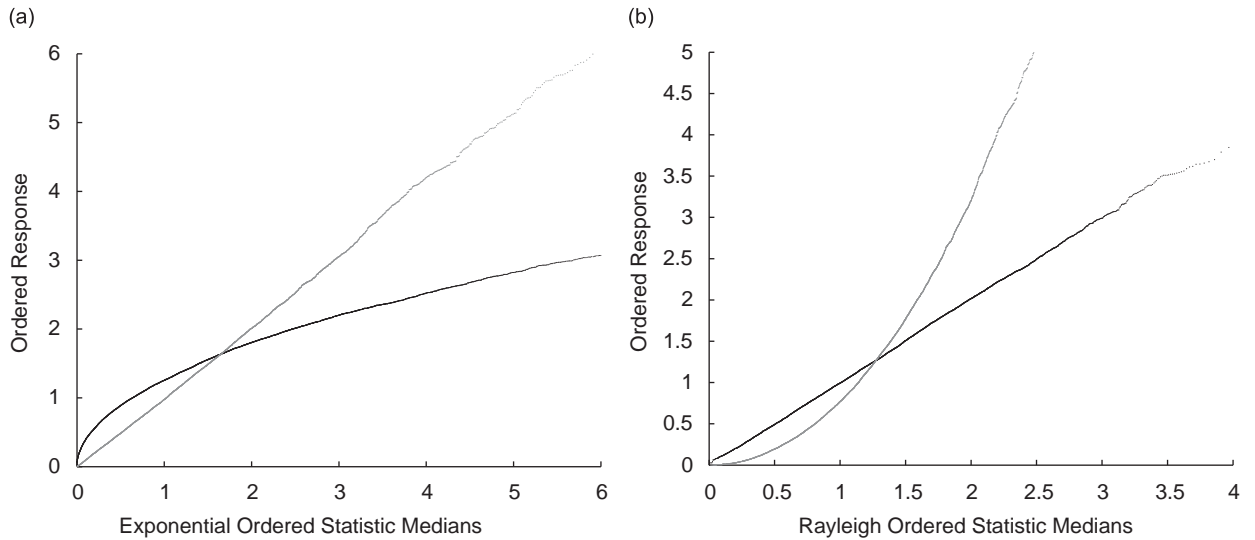 (a)
6
5
4
3
2
1
0
Ordered Response
0 1 2 3 4 5 6
Exponential Ordered Statistic Medians
(b)
5
4.5
4
3.5
3
2.5
2
1.5
1
0.5
0
Ordered Response
0 0.5 1 1.5 2 2.5 3 3.5 4
Rayleigh Ordered Statistic Medians